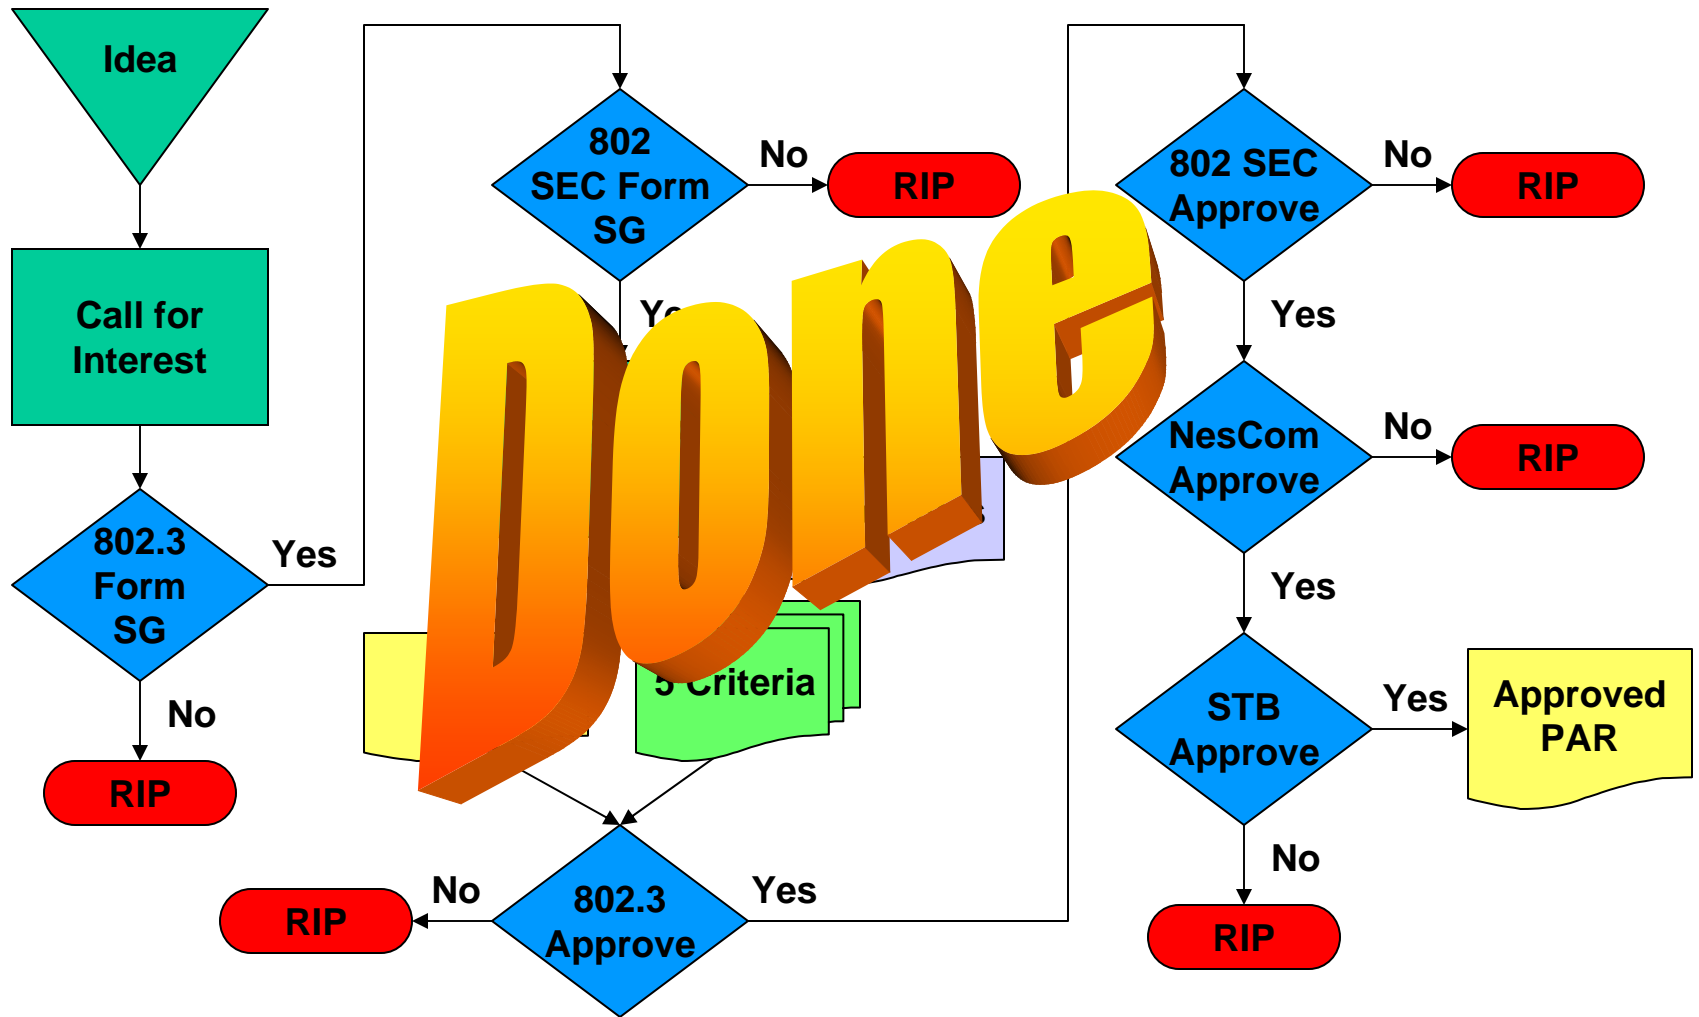 Idea
Call for
Interest
802.3
Form
SG
Yes
No
RIP
802
SEC Form
SG
No
RIP
Yes
Done
5 Criteria
802.3
Approve
No
RIP
Yes
802 SEC
Approve
No
RIP
Yes
NesCom
Approve
No
RIP
Yes
STB
Approve
Yes
Approved
PAR
No
RIP